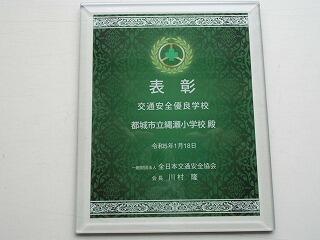 表彰
交通安全優良学校
都城市立縄瀬小学校 殿
令和5年1月18日
一般財団法人 全日本交通安全協会
会長 川村 隆